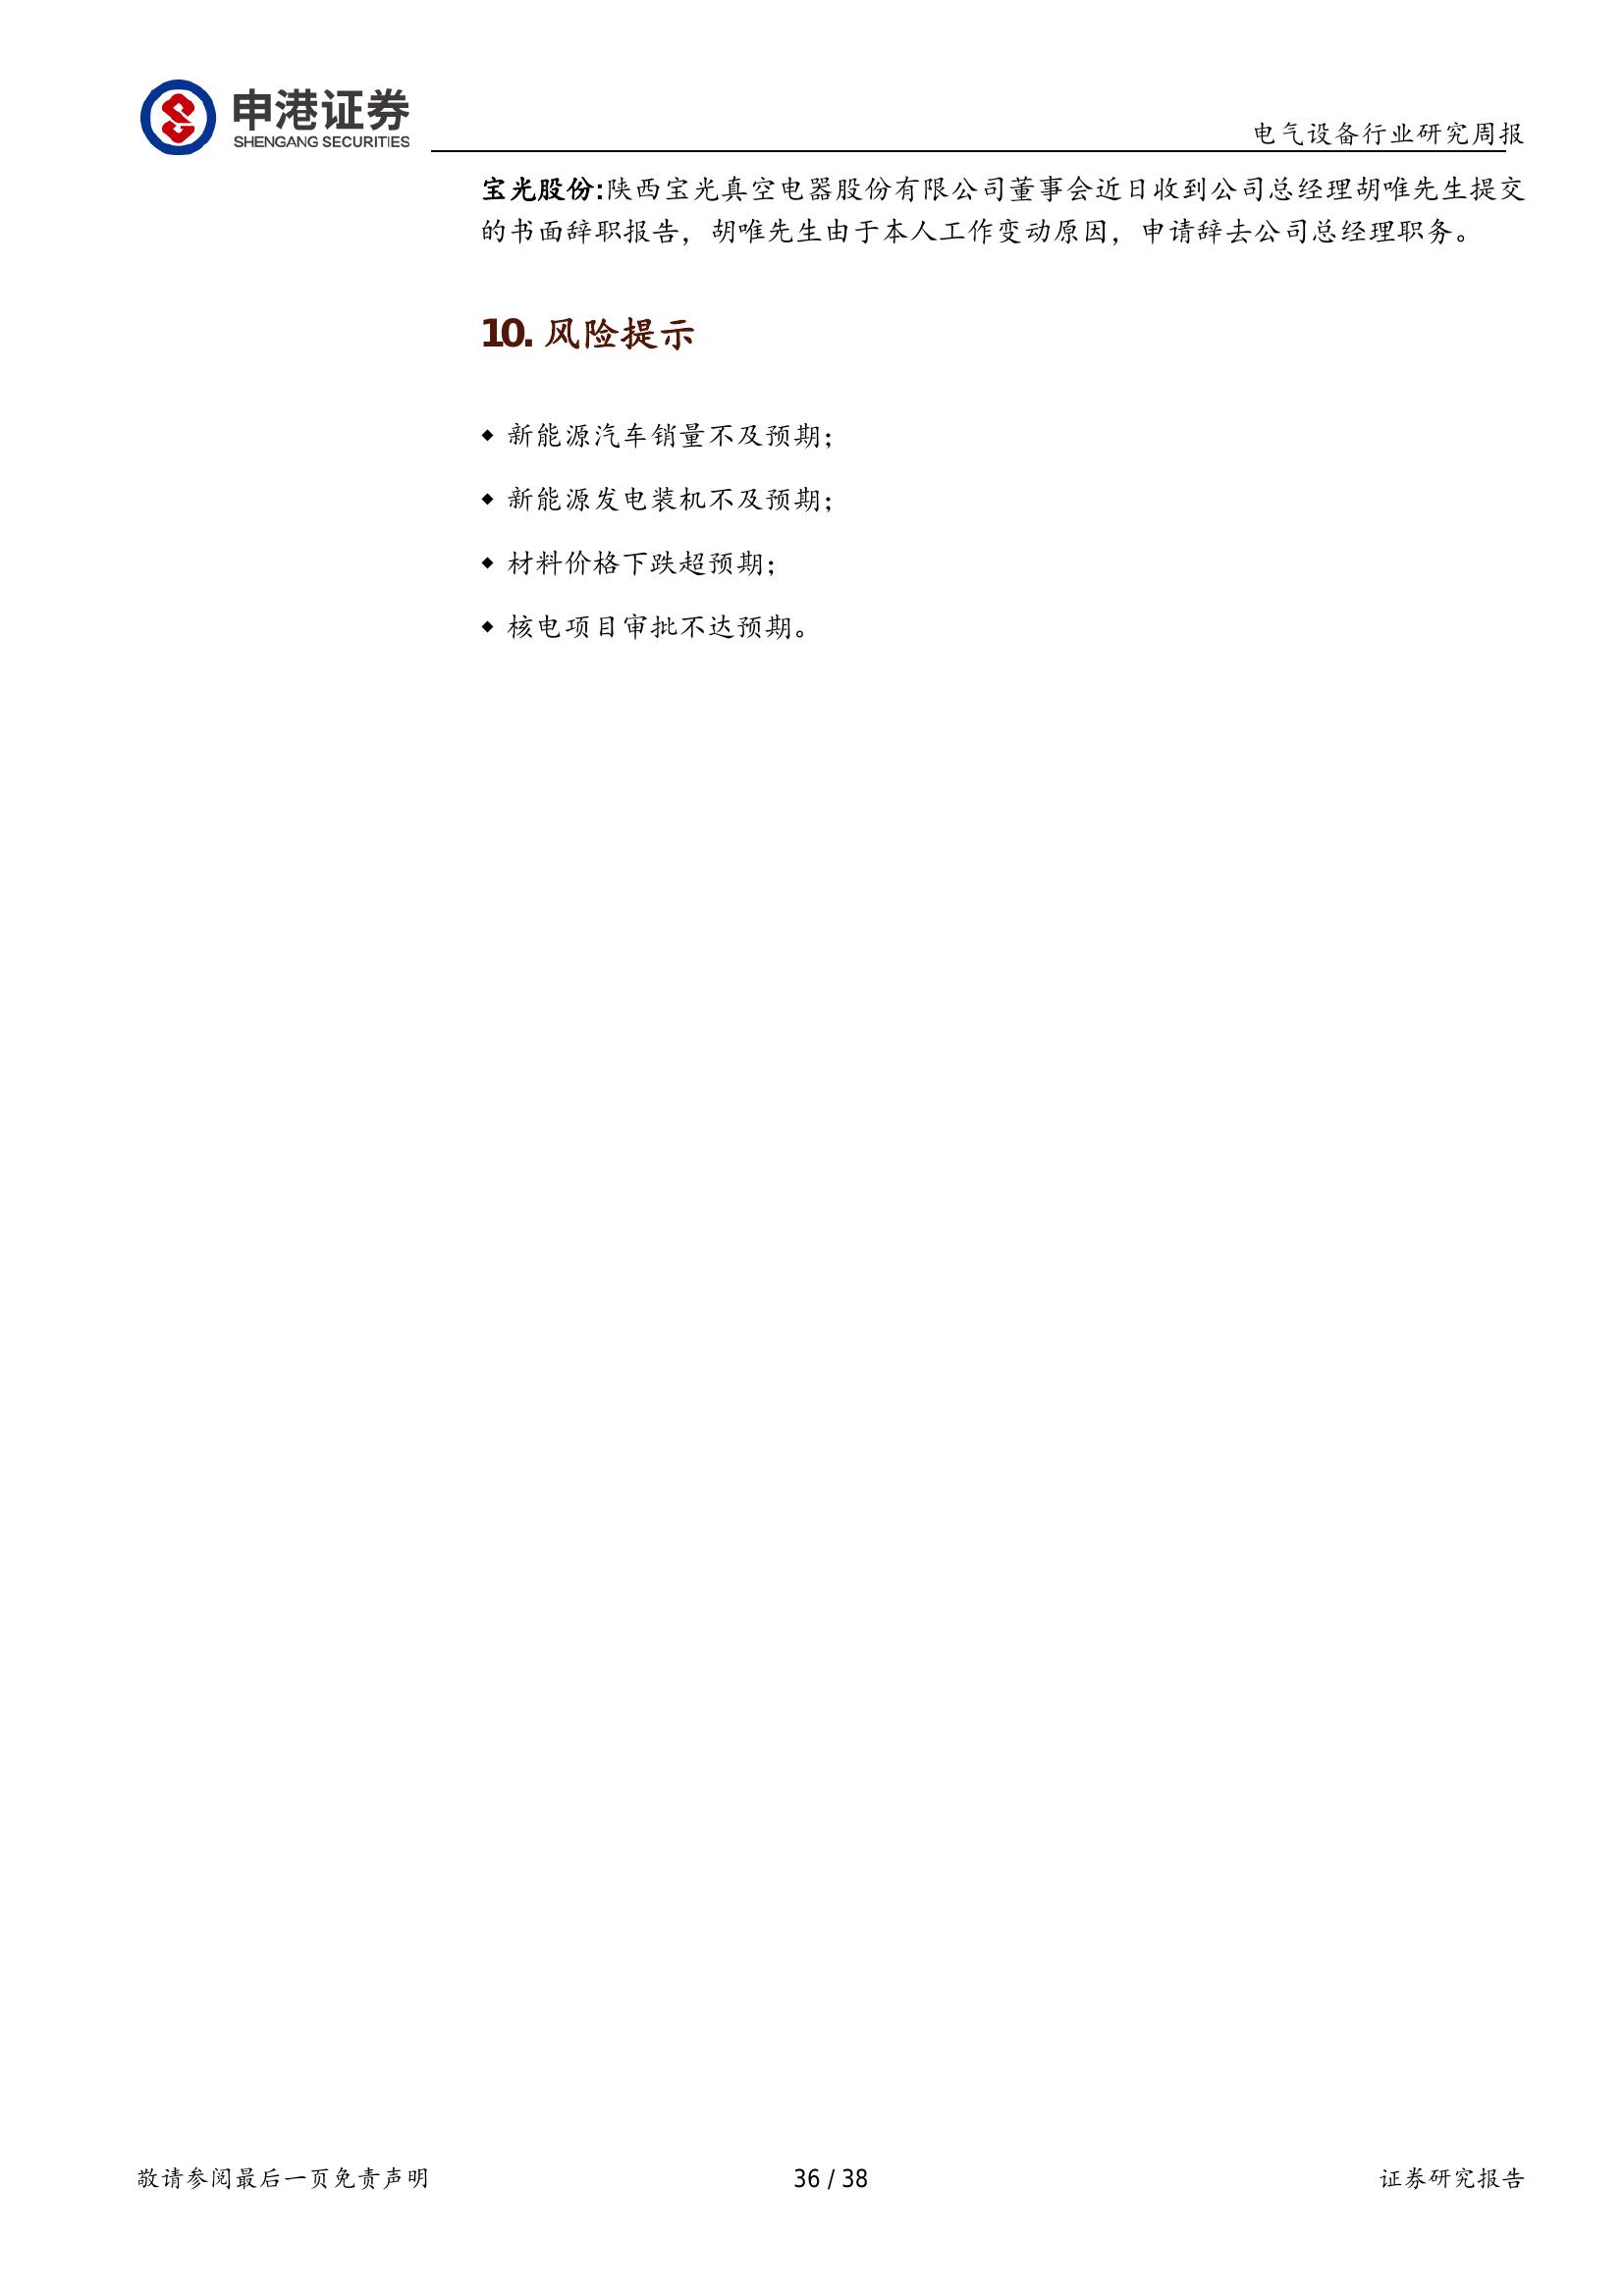 申港证券
SHENGANG SECURITIES
电气设备行业研究周报
宝光股份:陕西宝光真空电器股份有限公司董事会近日收到公司总经理胡唯先生提交
的书面辞职报告，胡唯先生由于本人工作变动原因，申请辞去公司总经理职务。
10. 风险提示
◆ 新能源汽车销量不及预期；
◆ 新能源发电装机不及预期；
◆ 材料价格下跌超预期；
◆ 核电项目审批不达预期。
敬请参阅最后一页免责声明
36 / 38
证券研究报告